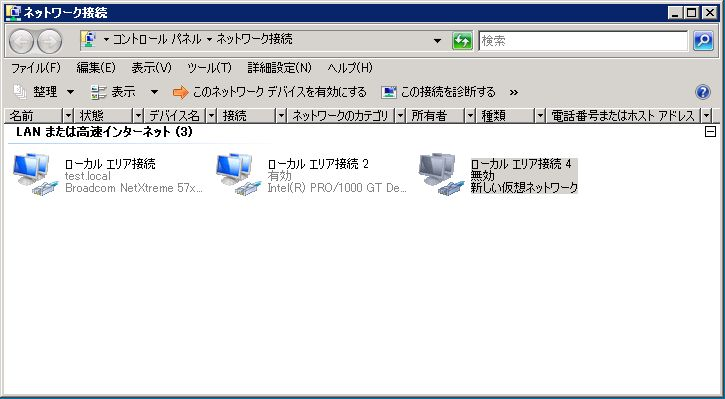 ネットワーク接続
コントロール パネル ネットワーク接続
検索
ファイル(F) 編集(E) 表示(V) ツール(T) 詳細設定(N) ヘルプ(H)
整理 表示 このネットワーク デバイスを有効にする この接続を診断する »
名前 状態 デバイス名 接続 ネットワークのカテゴリ 所有者 種類 電話番号またはホスト アドレス
LAN または高速インターネット (3)
ローカル エリア接続
test.local
Broadcom NetXtreme 57x...
ローカル エリア接続 2
有効
Intel(R) PRO/1000 GT De...
ローカル エリア接続 4
無効
新しい仮想ネットワーク